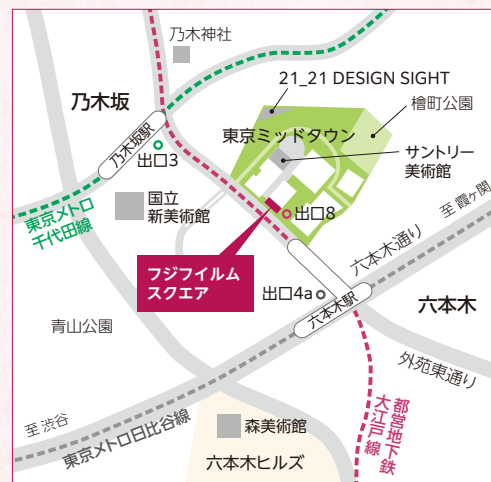 乃木神社
乃木坂
21_21 DESIGN SIGHT
檜町公園
乃木坂駅
東京ミッドタウン
出口3
サントリー
美術館
国立
新美術館
出口8
至 霞ヶ関
東京メトロ
千代田線
六本木通り
フジフイルム
スクエア
出口4a
六本木駅
六本木
青山公園
外苑東通り
至 渋谷
東京メトロ日比谷線
都営地下鉄
大江戸線
森美術館
六本木ヒルズ